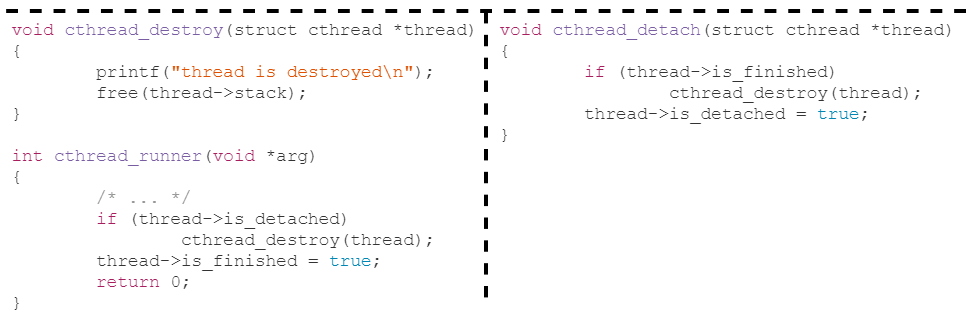 void cthread_destroy(struct cthread *thread)
{
        printf("thread is destroyed\n");
        free(thread->stack);
}

int cthread_runner(void *arg)
{
        /* ... */
        if (thread->is_detached)
                cthread_destroy(thread);
        thread->is_finished = true;
        return 0;
}

void cthread_detach(struct cthread *thread)
{
        if (thread->is_finished)
                cthread_destroy(thread);
        thread->is_detached = true;
}